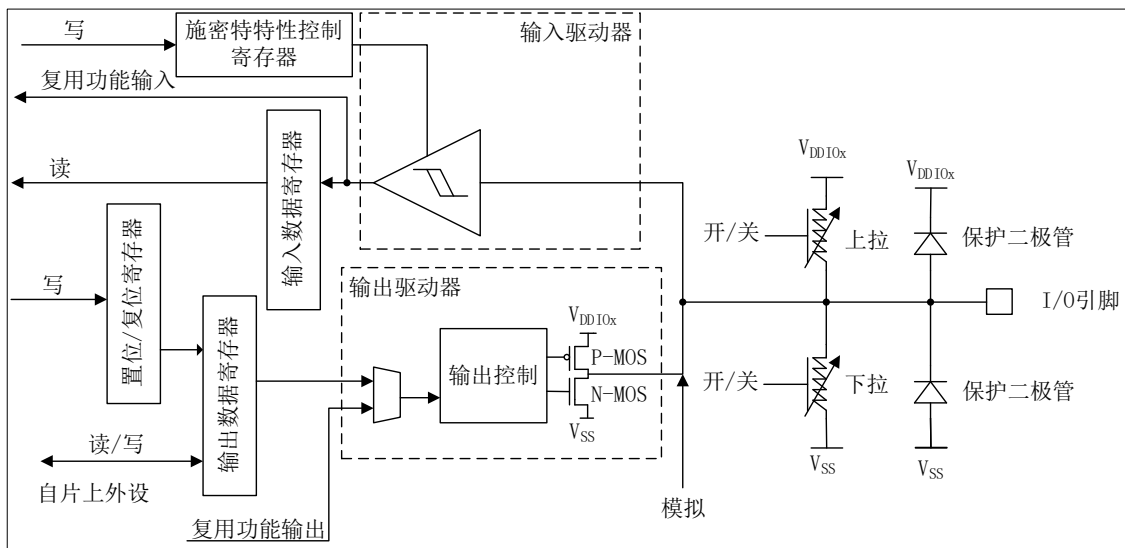 写
施密特特性控制
寄存器
输入驱动器
复用功能输入
输入数据寄存器
读
V_DDIOx
V_DDIOx
开/关
上拉
保护二极管
写
置位/复位寄存器
输出数据寄存器
输出驱动器
V_DDIOx
P-MOS
输出控制
N-MOS
V_SS
I/O引脚
开/关
下拉
保护二极管
读/写
V_SS
V_SS
自片上外设
模拟
复用功能输出